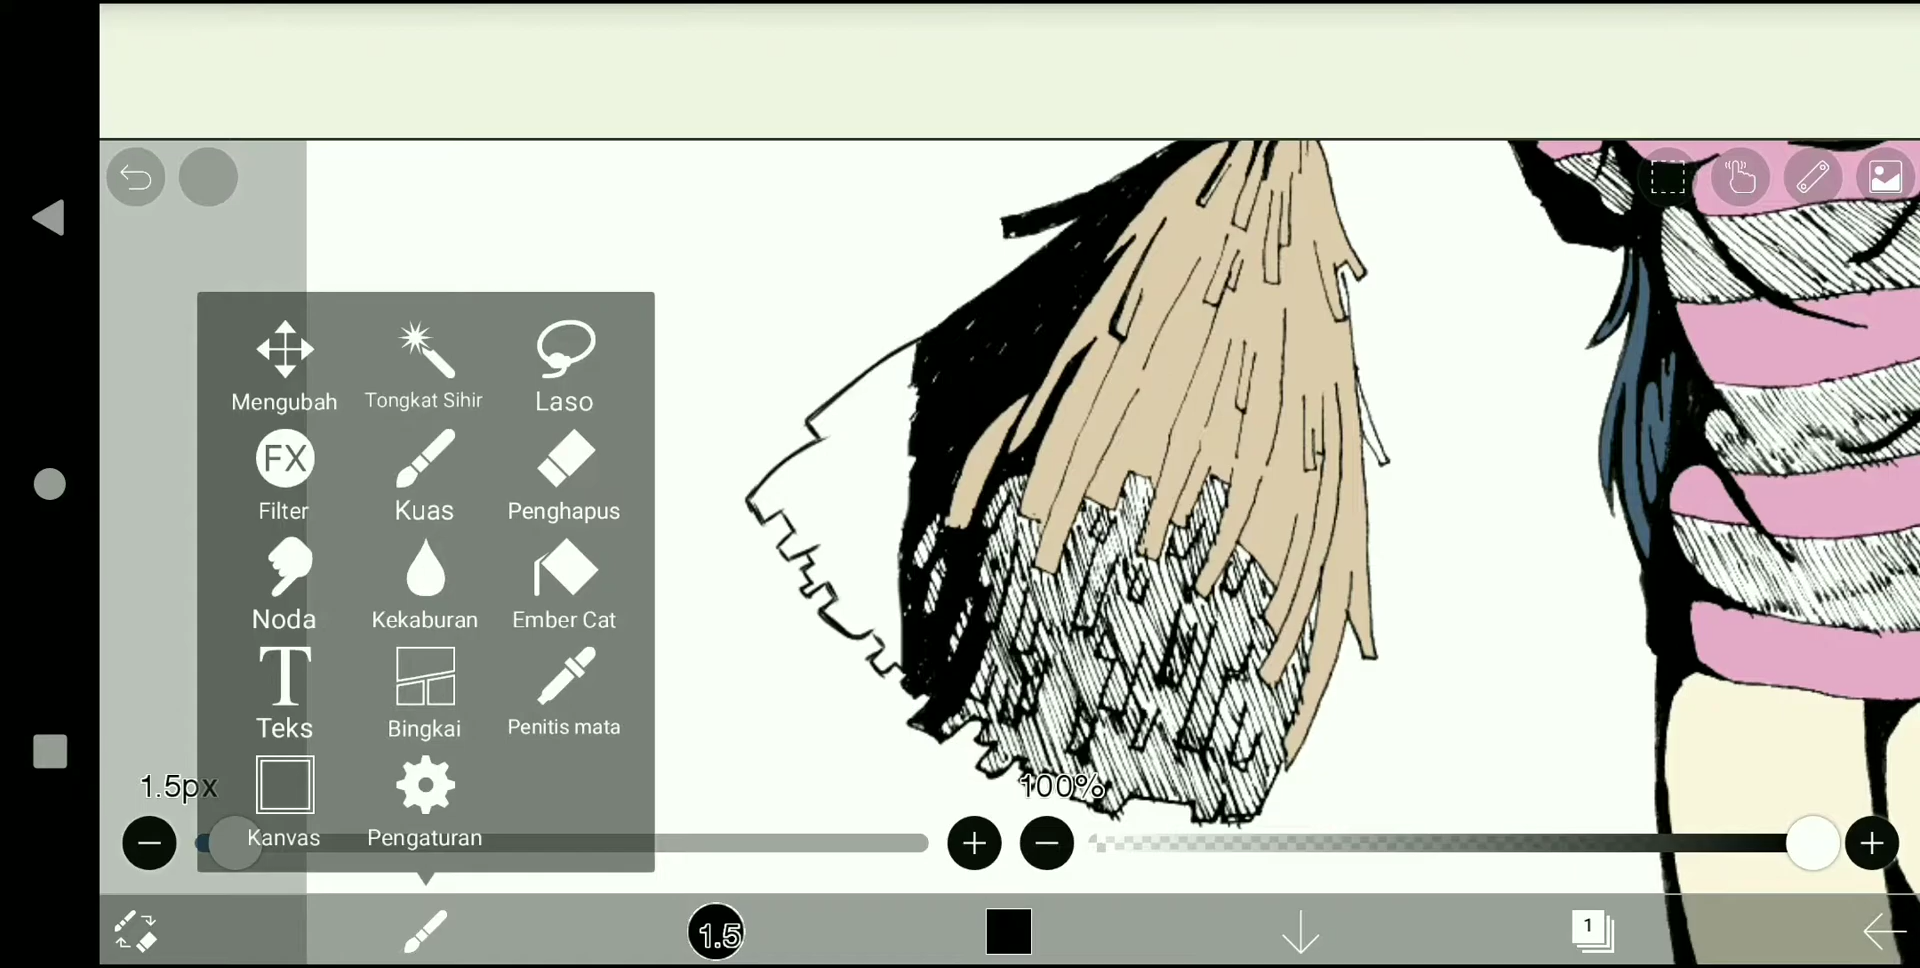 Mengubah Tongkat Sihir Laso
FX
Filter Kuas Penghapus
Noda Kekaburan Ember Cat
T
Teks Bingkai Penitis mata
1.5px 100%
Kanvas Pengaturan
1.5 1